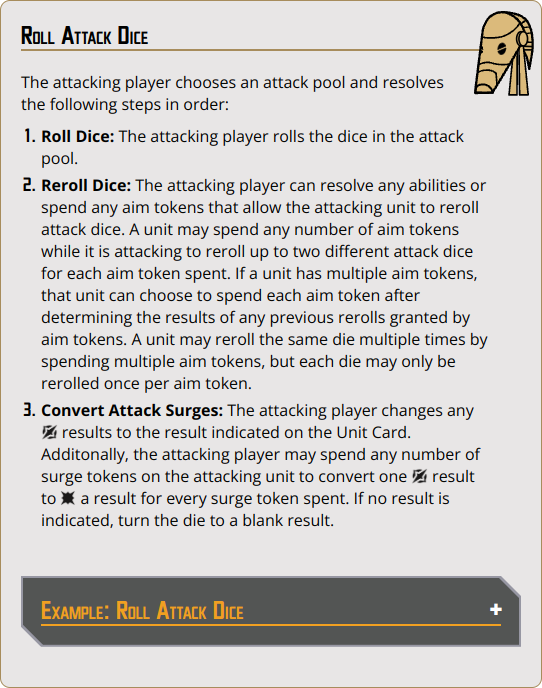 Roll Attack Dice
The attacking player chooses an attack pool and resolves
the following steps in order:
1. Roll Dice: The attacking player rolls the dice in the attack
pool.
2. Reroll Dice: The attacking player can resolve any abilities or
spend any aim tokens that allow the attacking unit to reroll
attack dice. A unit may spend any number of aim tokens
while it is attacking to reroll up to two different attack dice
for each aim token spent. If a unit has multiple aim tokens,
that unit can choose to spend each aim token after
determining the results of any previous rerolls granted by
aim tokens. A unit may reroll the same die multiple times by
spending multiple aim tokens, but each die may only be
rerolled once per aim token.
3. Convert Attack Surges: The attacking player changes any
results to the result indicated on the Unit Card.
Additonally, the attacking player may spend any number of
surge tokens on the attacking unit to convert one result
to a result for every surge token spent. If no result is
indicated, turn the die to a blank result.
Example: Roll Attack Dice +